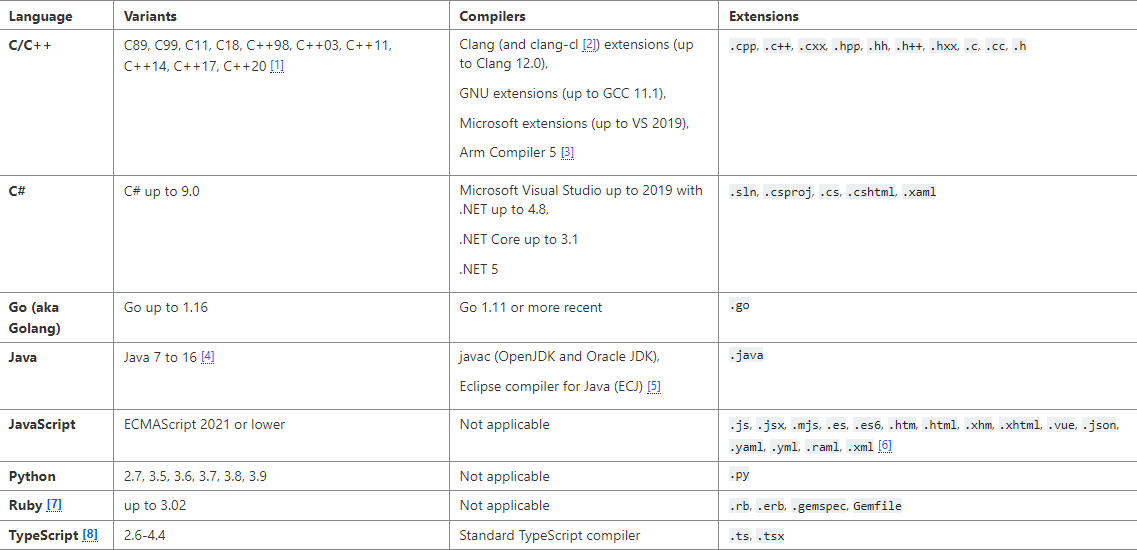 Language Variants Compilers Extensions
C/C++ C89, C99, C11, C18, C++98, C++03, C++11, Clang (and clang-cl [2]) extensions (up .cpp, .c++, .cxx, .hpp, .hh, .h++, .hxx, .c, .cc, .h
C++14, C++17, C++20 [1] to Clang 12.0),
GNU extensions (up to GCC 11.1),
Microsoft extensions (up to VS 2019),
Arm Compiler 5 [3]
C# C# up to 9.0 Microsoft Visual Studio up to 2019 with .sln, .csproj, .cs, .cshtml, .xaml
.NET up to 4.8,
.NET Core up to 3.1
.NET 5
Go (aka Go up to 1.16 Go 1.11 or more recent .go
Golang)
Java Java 7 to 16 [4] javac (OpenJDK and Oracle JDK), .java
Eclipse compiler for Java (ECJ) [5]
JavaScript ECMAScript 2021 or lower Not applicable .js, .jsx, .mjs, .es, .es6, .htm, .html, .xhm, .xhtml, .vue, .json,
.yaml, .yml, .raml, .xml [6]
Python 2.7, 3.5, 3.6, 3.7, 3.8, 3.9 Not applicable .py
Ruby [7] up to 3.02 Not applicable .rb, .erb, .gemspec, Gemfile
TypeScript [8] 2.6-4.4 Standard TypeScript compiler .ts, .tsx